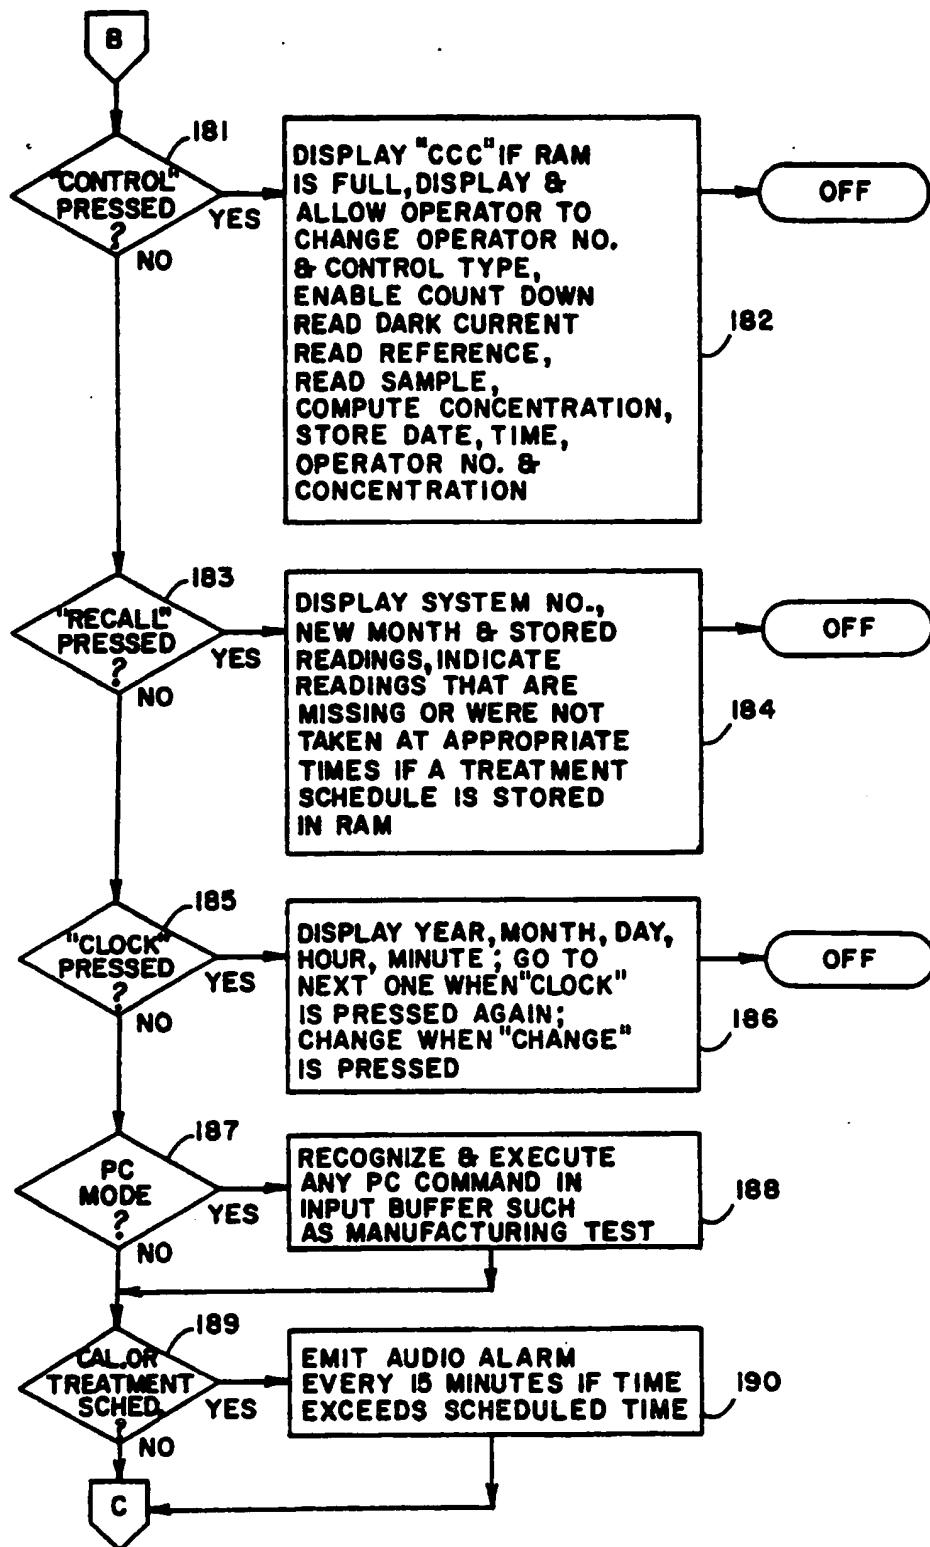 B
181
"CONTROL"
PRESSED
?
YES
NO
DISPLAY "CCC" IF RAM
IS FULL, DISPLAY &
ALLOW OPERATOR TO
CHANGE OPERATOR NO.
& CONTROL TYPE,
ENABLE COUNT DOWN
READ DARK CURRENT
READ REFERENCE,
READ SAMPLE,
COMPUTE CONCENTRATION,
STORE DATE, TIME,
OPERATOR NO. &
CONCENTRATION
182
OFF
183
"RECALL"
PRESSED
?
YES
NO
DISPLAY SYSTEM NO.,
NEW MONTH & STORED
READINGS, INDICATE
READINGS THAT ARE
MISSING OR WERE NOT
TAKEN AT APPROPRIATE
TIMES IF A TREATMENT
SCHEDULE IS STORED
IN RAM
184
OFF
185
"CLOCK"
PRESSED
?
YES
NO
DISPLAY YEAR, MONTH, DAY,
HOUR, MINUTE; GO TO
NEXT ONE WHEN "CLOCK"
IS PRESSED AGAIN;
CHANGE WHEN "CHANGE"
IS PRESSED
186
OFF
187
PC
MODE
?
YES
NO
RECOGNIZE & EXECUTE
ANY PC COMMAND IN
INPUT BUFFER SUCH
AS MANUFACTURING TEST
188
189
CAL. OR
TREATMENT
SCHED.
?
YES
NO
EMIT AUDIO ALARM
EVERY 15 MINUTES IF TIME
EXCEEDS SCHEDULED TIME
190
C